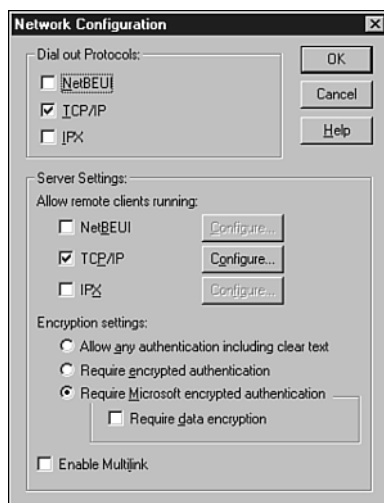 Network Configuration
Dial out Protocols:
NetBEUI
TCP/IP
IPX
OK
Cancel
Help
Server Settings:
Allow remote clients running:
NetBEUI
Configure...
TCP/IP
Configure...
IPX
Configure...
Encryption settings:
Allow any authentication including clear text
Require encrypted authentication
Require Microsoft encrypted authentication
Require data encryption
Enable Multilink